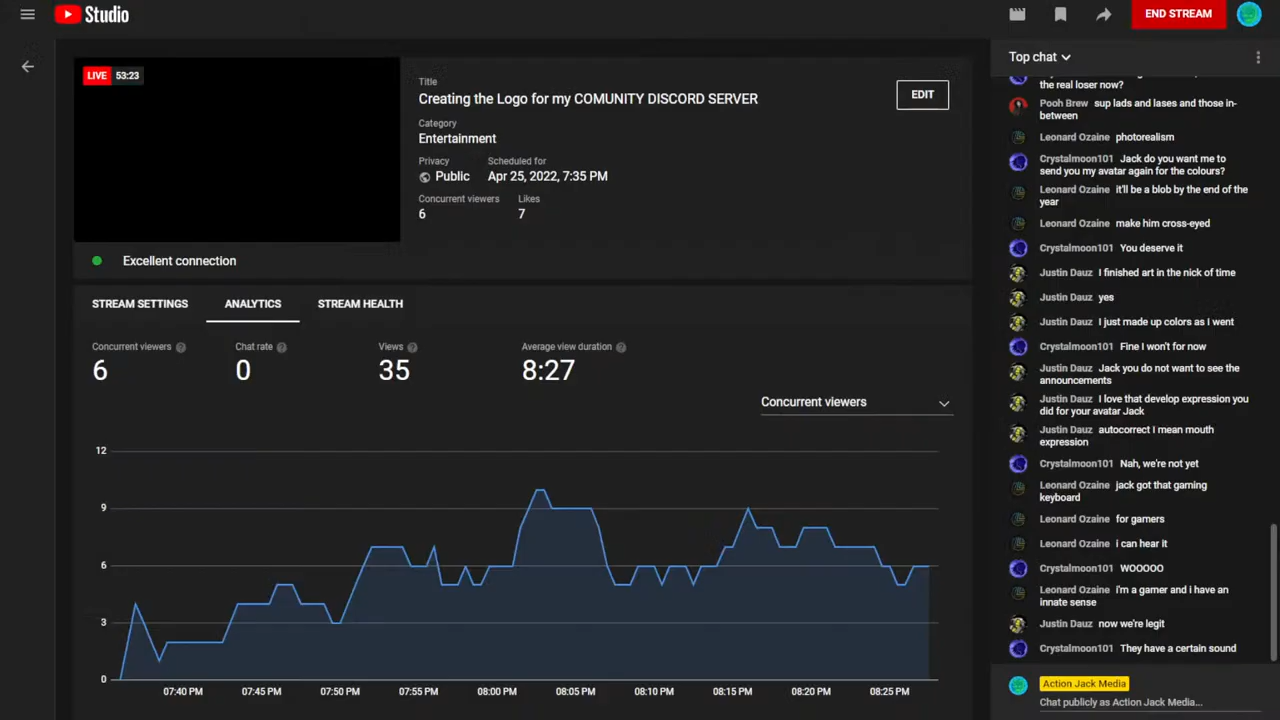 Studio
END STREAM
LIVE 53:23
Title
Creating the Logo for my COMUNITY DISCORD SERVER
EDIT
Category
Entertainment
Privacy Scheduled for
Public Apr 25, 2022, 7:35 PM
Concurrent viewers Likes
6 7
Excellent connection
STREAM SETTINGS ANALYTICS STREAM HEALTH
Concurrent viewers Chat rate Views Average view duration
6 0 35 8:27
Concurrent viewers
12
9
6
3
0
07:40 PM 07:45 PM 07:50 PM 07:55 PM 08:00 PM 08:05 PM 08:10 PM 08:15 PM 08:20 PM 08:25 PM
Top chat
the real loser now?
Pooh Brew sup lads and lases and those in-
between
Leonard Ozaine photorealism
Crystalmoon101 Jack do you want me to
send you my avatar again for the colours?
Leonard Ozaine it'll be a blob by the end of the
year
Leonard Ozaine make him cross-eyed
Crystalmoon101 You deserve it
Justin Dauz I finished art in the nick of time
Justin Dauz yes
Justin Dauz I just made up colors as i went
Crystalmoon101 Fine I won't for now
Justin Dauz Jack you do not want to see the
announcements
Justin Dauz I love that develop expression you
did for your avatar Jack
Justin Dauz autocorrect I mean mouth
expression
Crystalmoon101 Nah, we're not yet
Leonard Ozaine jack got that gaming
keyboard
Leonard Ozaine for gamers
Leonard Ozaine i can hear it
Crystalmoon101 WOOOOO
Leonard Ozaine i'm a gamer and i have an
innate sense
Justin Dauz now we're legit
Crystalmoon101 They have a certain sound
Action Jack Media
Chat publicly as Action Jack Media...